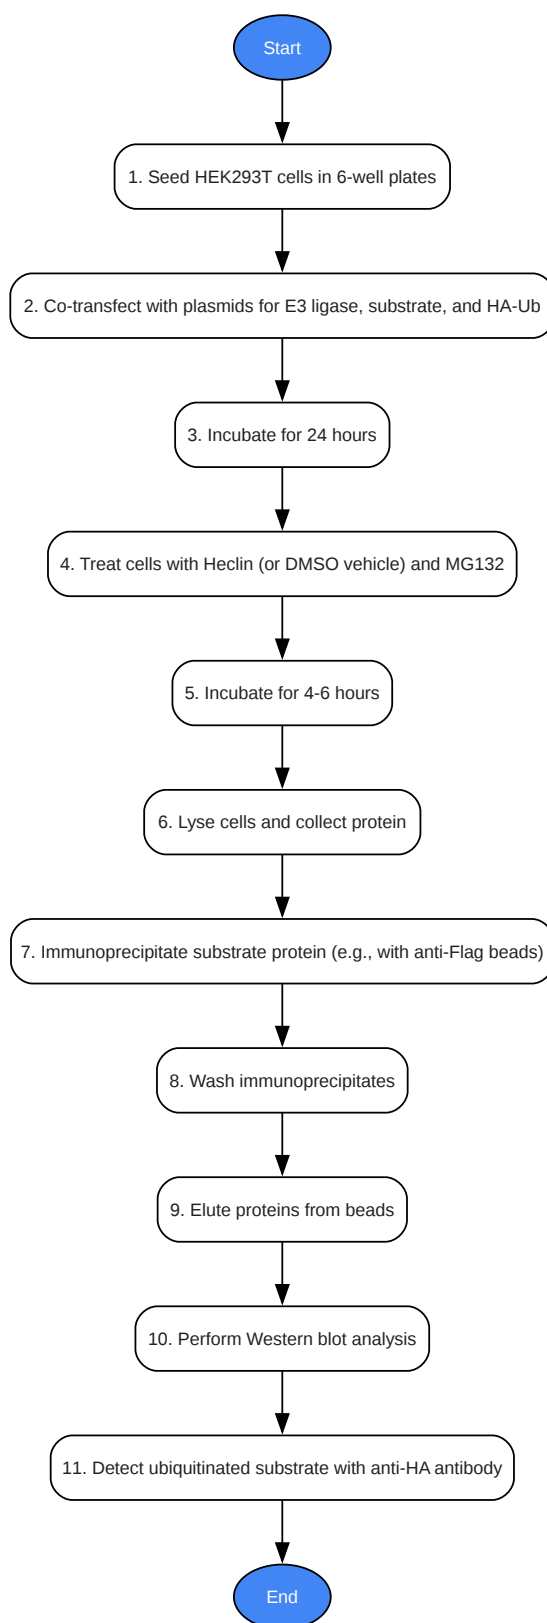 Start
1. Seed HEK293T cells in 6-well plates
2. Co-transfect with plasmids for E3 ligase, substrate, and HA-Ub
3. Incubate for 24 hours
4. Treat cells with Heclin (or DMSO vehicle) and MG132
5. Incubate for 4-6 hours
6. Lyse cells and collect protein
7. Immunoprecipitate substrate protein (e.g., with anti-Flag beads)
8. Wash immunoprecipitates
9. Elute proteins from beads
10. Perform Western blot analysis
11. Detect ubiquitinated substrate with anti-HA antibody
End